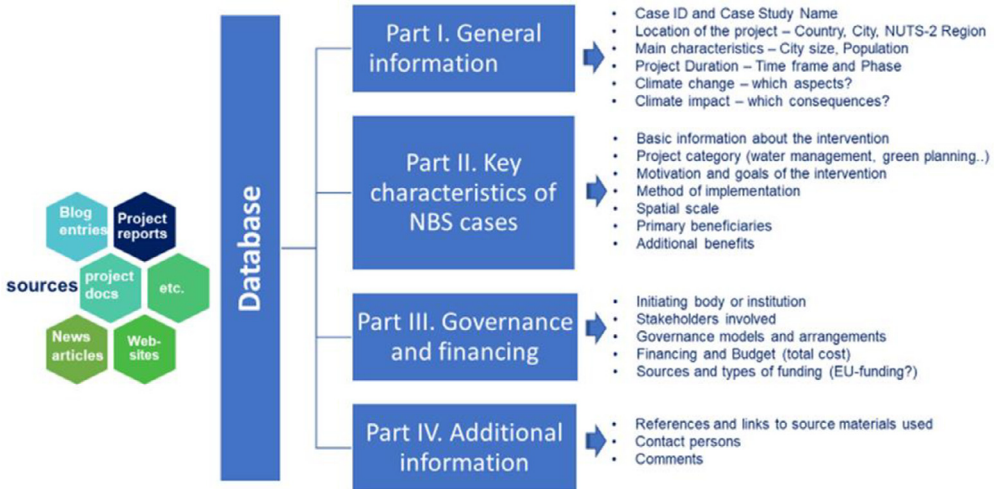 Blog
entries
Project
reports
sources
project
docs
etc.
News
articles
Web-
sites
Database
Part I. General
information
• Case ID and Case Study Name
• Location of the project – Country, City, NUTS-2 Region
• Main characteristics – City size, Population
• Project Duration – Time frame and Phase
• Climate change – which aspects?
• Climate impact – which consequences?
Part II. Key
characteristics of
NBS cases
• Basic information about the intervention
• Project category (water management, green planning..)
• Motivation and goals of the intervention
• Method of implementation
• Spatial scale
• Primary beneficiaries
• Additional benefits
Part III. Governance
and financing
• Initiating body or institution
• Stakeholders involved
• Governance models and arrangements
• Financing and Budget (total cost)
• Sources and types of funding (EU-funding?)
Part IV. Additional
information
• References and links to source materials used
• Contact persons
• Comments